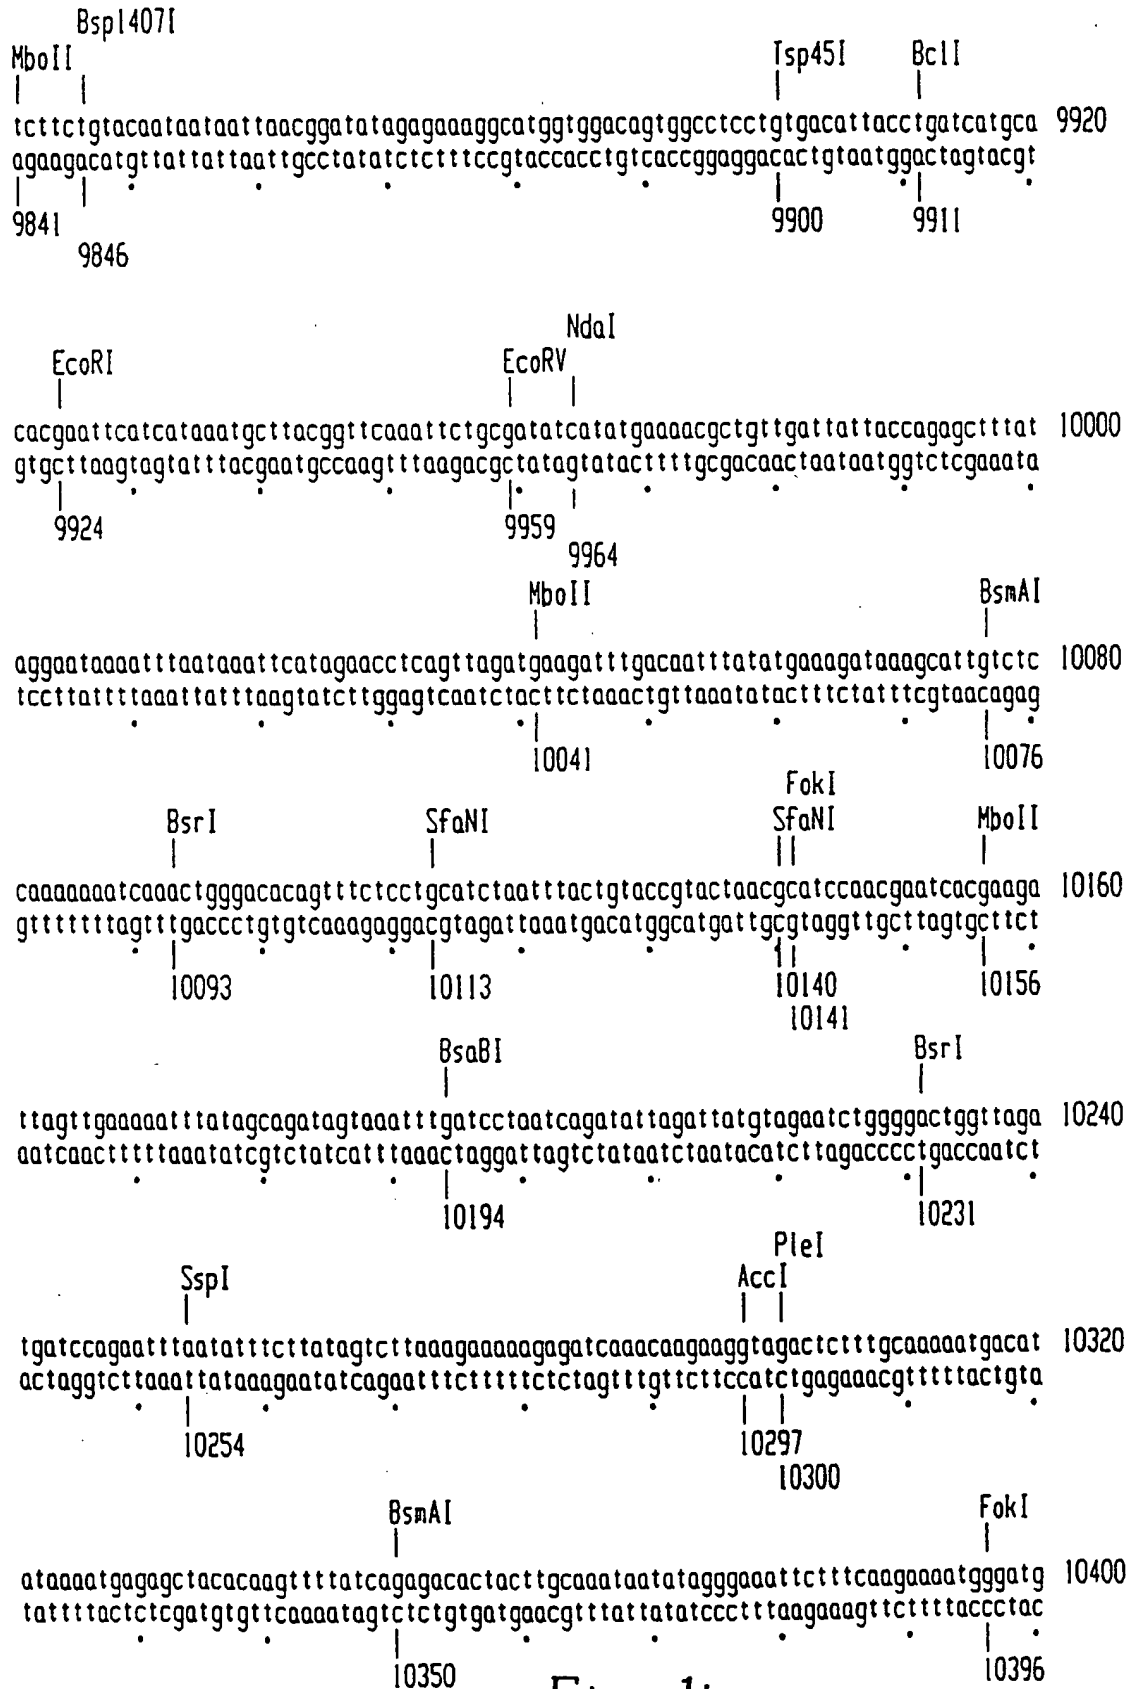 Bsp1407I
MboII Tsp45I BclI
tcttctgtacaataataattaacggatatagagaaaggcatggtggacagtggcctcctgtgacattacctgatcatgca 9920
agaagacatgttattattaattgcctatatctctttccgtaccacctgtcaccggaggacactgtaatggactagtacgt
9841 9900 9911
9846
NdaI
EcoRI EcoRV
cacgaattcatcataaatgcttacggttcaaattctgcgatatcatatgaaaacgctgttgattattaccagagctttat 10000
gtgcttaagtagtatttacgaatgccaagtttaagacgctatagtatacttttgcgacaactaataatggtctcgaaata
9924 9959
9964
MboII BsmAI
aggaataaaatttaataaattcatagaacctcagttagatgaagatttgacaatttatatgaaagataaagcattgtctc 10080
tccttattttaaattatttaagtatcttggagtcaatctacttctaaactgttaaatatactttctatttcgtaacagag
10041 10076
FokI
BsrI SfaNI SfaNI MboII
caaaaaaatcaaactgggacacagtttctcctgcatctaatttactgtaccgtactaacgcatccaacgaatcacgaaga 10160
gtttttttagtttgaccctgtgtcaaagaggacgtagattaaatgacatggcatgattgcgtaggttgcttagtgcttct
10093 10113 10140 10156
10141
BsaBI BsrI
ttagttgaaaaatttatagcagatagtaaatttgatcctaatcagatattagattatgtagaatctggggactggttaga 10240
aatcaactttttaaatatcgtctatcatttaaactaggattagtctataatctaatacatcttagacccctgaccaatct
10194 10231
PleI
SspI AccI
tgatccagaatttaatatttcttatagtcttaaagaaaaagagatcaaacaagaaggtagactctttgcaaaaatgacat 10320
actaggtcttaaattataaagaatatcagaatttctttttctctagtttgttcttccatctgagaaacgtttttactgta
10254 10297
10300
BsmAI FokI
ataaaatgagagctacacaagttttatcagagacactacttgcaaataatatagggaaattctttcaagaaaatgggatg 10400
tattttactctcgatgtgttcaaaatagtctctgtgatgaacgtttattatatccctttaagaaagttcttttaccctac
10350 10396